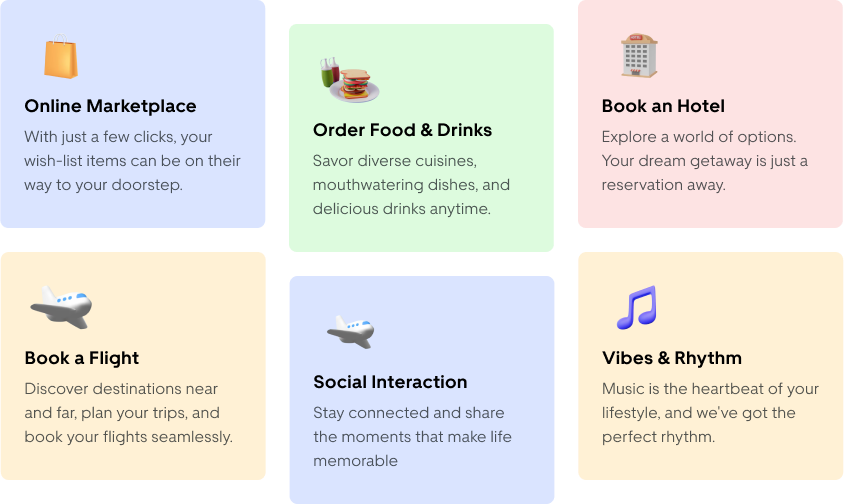 Online Marketplace
With just a few clicks, your
wish-list items can be on their
way to your doorstep.
Order Food & Drinks
Savor diverse cuisines,
mouthwatering dishes, and
delicious drinks anytime.
Book an Hotel
Explore a world of options.
Your dream getaway is just a
reservation away.
Book a Flight
Discover destinations near
and far, plan your trips, and
book your flights seamlessly.
Social Interaction
Stay connected and share
the moments that make life
memorable
Vibes & Rhythm
Music is the heartbeat of your
lifestyle, and we've got the
perfect rhythm.